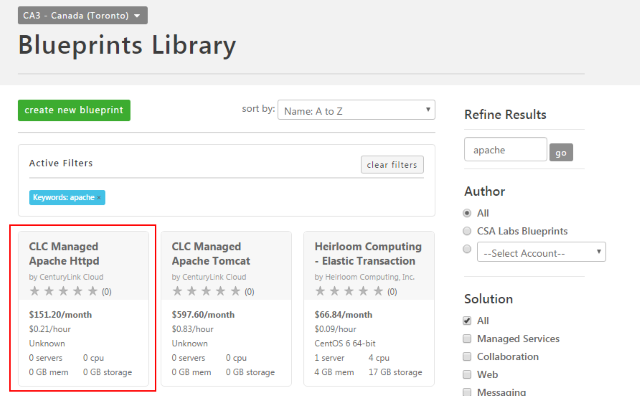 CA3 - Canada (Toronto)
Blueprints Library
create new blueprint
sort by: Name: A to Z
Active Filters
clear filters
Keywords: apache ×
CLC Managed
Apache Httpd
by CenturyLink Cloud
(0)
$151.20/month
$0.21/hour
Unknown
0 servers 0 cpu
0 GB mem 0 GB storage
CLC Managed
Apache Tomcat
by CenturyLink Cloud
(0)
$597.60/month
$0.83/hour
Unknown
0 servers 0 cpu
0 GB mem 0 GB storage
Heirloom Computing
- Elastic Transaction
by Heirloom Computing, Inc.
(0)
$66.84/month
$0.09/hour
CentOS 6 64-bit
1 server 4 cpu
4 GB mem 17 GB storage
Refine Results
apache go
Author
All
CSA Labs Blueprints
--Select Account--
Solution
All
Managed Services
Collaboration
Web
Messaging